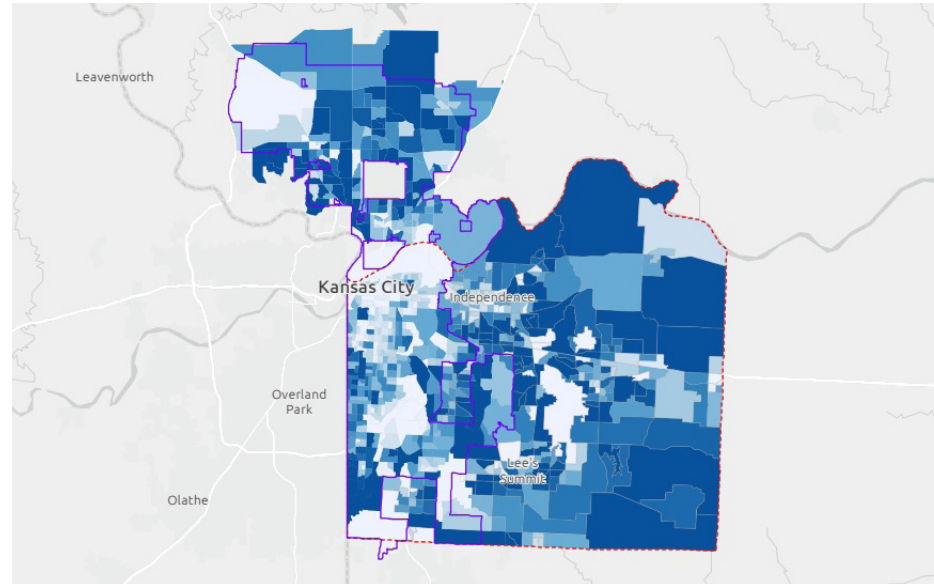 Leavenworth
Kansas City
Independence
Overland
Park
Lee's
Summit
Olathe